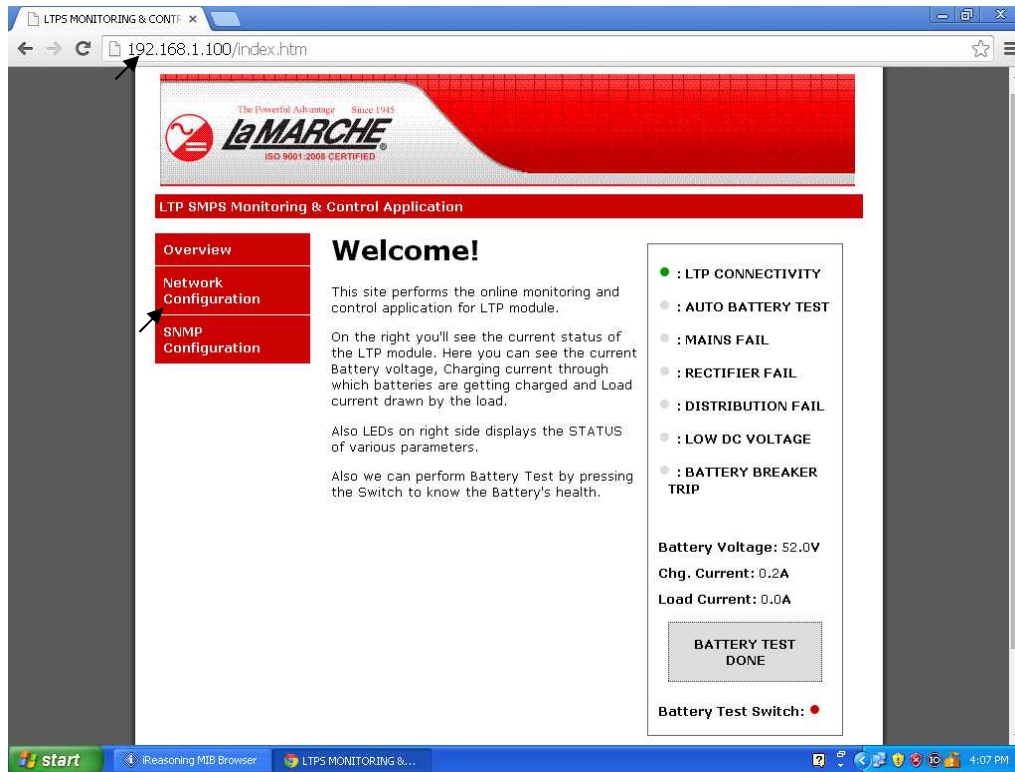 LTPS MONITORING & CONTR
192.168.1.100/index.htm
The Powerful Advantage Since 1945
LaMARCHE®
ISO 9001:2008 CERTIFIED
LTP SMPS Monitoring & Control Application
Overview
Network
Configuration
SNMP
Configuration
Welcome!
This site performs the online monitoring and
control application for LTP module.
On the right you'll see the current status of
the LTP module. Here you can see the current
Battery voltage, Charging current through
which batteries are getting charged and Load
current drawn by the load.
Also LEDs on right side displays the STATUS
of various parameters.
Also we can perform Battery Test by pressing
the Switch to know the Battery's health.
: LTP CONNECTIVITY
: AUTO BATTERY TEST
: MAINS FAIL
: RECTIFIER FAIL
: DISTRIBUTION FAIL
: LOW DC VOLTAGE
: BATTERY BREAKER
TRIP
Battery Voltage: 52.0V
Chg. Current: 0.2A
Load Current: 0.0A
BATTERY TEST
DONE
Battery Test Switch:
start
iReasoning MIB Browser
LTPS MONITORING &...
4:07 PM